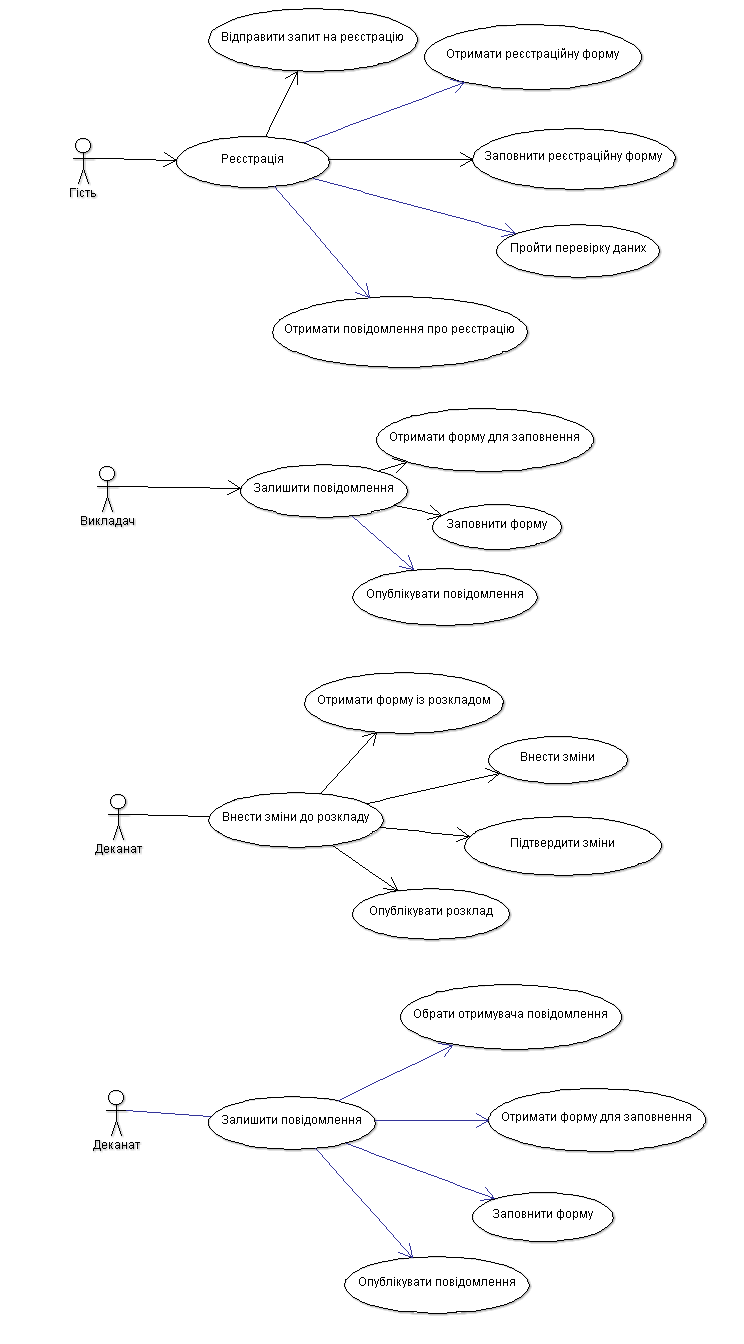 Відправити запит на реєстрацію
Отримати реєстраційну форму
Реєстрація
Заповнити реєстраційну форму
Гість
Пройти перевірку даних
Отримати повідомлення про реєстрацію
Отримати форму для заповнення
Залишити повідомлення
Викладач
Заповнити форму
Опублікувати повідомлення
Отримати форму із розкладом
Внести зміни
Внести зміни до розкладу
Деканат
Підтвердити зміни
Опублікувати розклад
Обрати отримувача повідомлення
Залишити повідомлення
Отримати форму для заповнення
Деканат
Заповнити форму
Опублікувати повідомлення